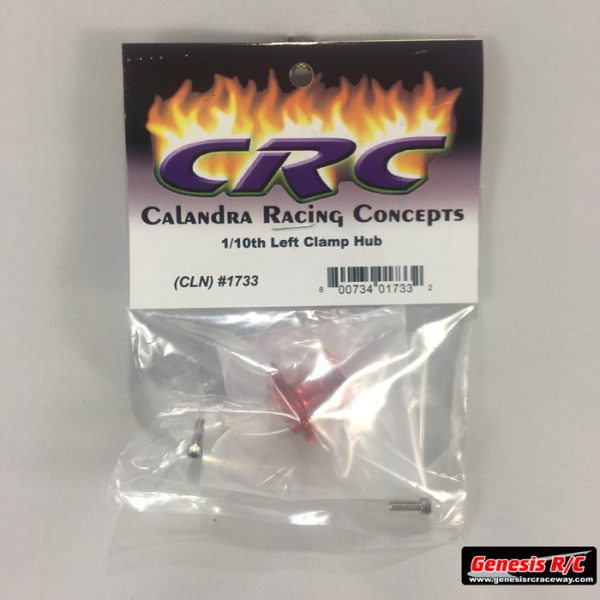 CRC
Calandra Racing Concepts
1/10th Left Clamp Hub
(CLN) #1733
8 00734 01733 2
Genesis R/C
www.genesisrcraceway.com